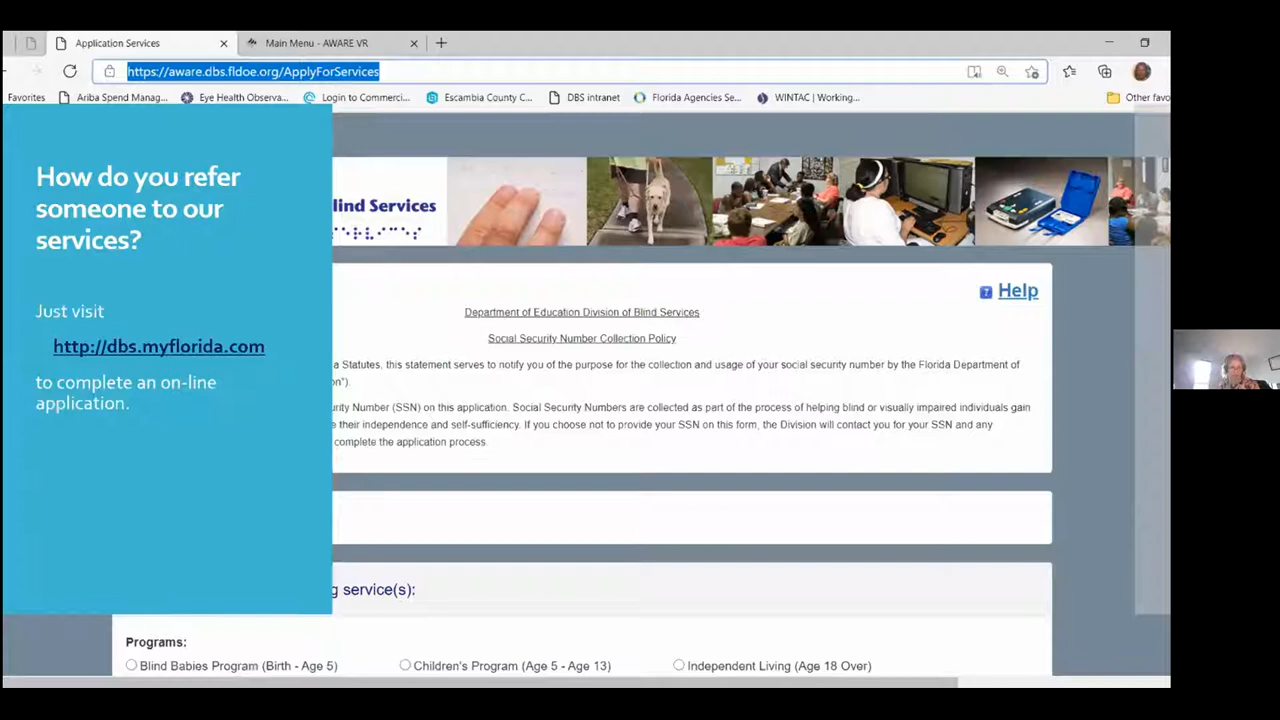 Application Services
Main Menu - AWARE VR
https://aware.dbs.fldoe.org/ApplyForServices
Favorites
Ariba Spend Manag...
Eye Health Observa...
Login to Commerci...
Escambia County C...
DBS intranet
Florida Agencies Se...
WINTAC | Working...
Other favo
How do you refer
someone to our
services?
Just visit
http://dbs.myflorida.com
to complete an on-line
application.
lind Services
⠠⠑⠗⠧⠊⠉⠑⠎
Help
Department of Education Division of Blind Services
Social Security Number Collection Policy
a Statutes, this statement serves to notify you of the purpose for the collection and usage of your social security number by the Florida Department of
on").
urity Number (SSN) on this application. Social Security Numbers are collected as part of the process of helping blind or visually impaired individuals gain
e their independence and self-sufficiency. If you choose not to provide your SSN on this form, the Division will contact you for your SSN and any
complete the application process.
g service(s):
Programs:
Blind Babies Program (Birth - Age 5)
Children's Program (Age 5 - Age 13)
Independent Living (Age 18 Over)